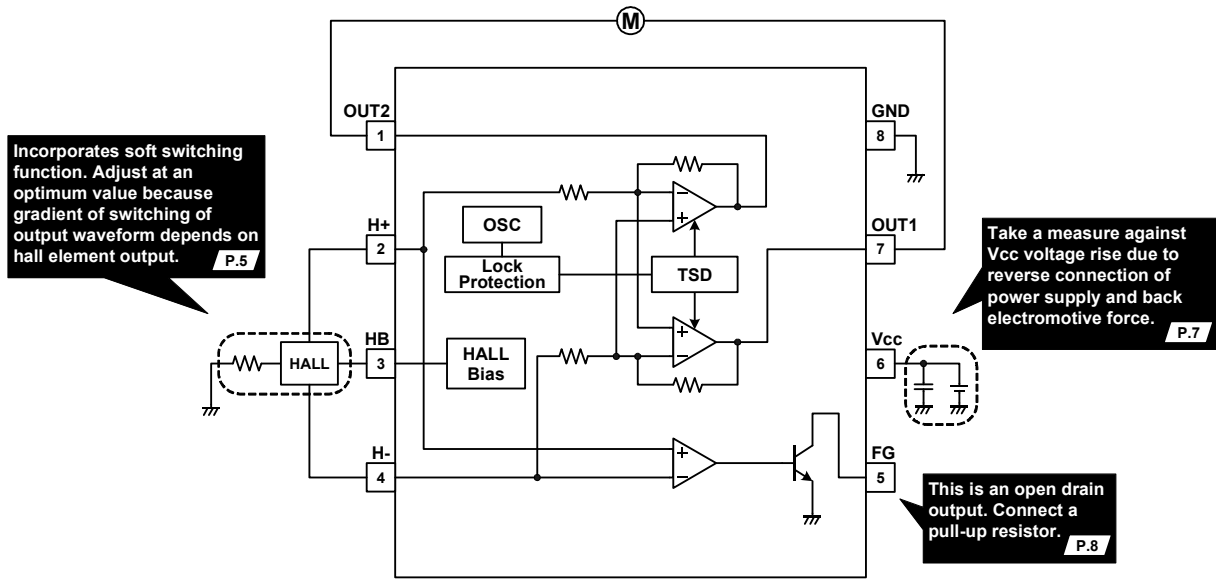 M
OUT2
1
GND
8
Incorporates soft switching
function. Adjust at an
optimum value because
gradient of switching of
output waveform depends on
hall element output.
P.5
H+
2
OSC
Lock
Protection
TSD
OUT1
7
Take a measure against
Vcc voltage rise due to
reverse connection of
power supply and back
electromotive force.
P.7
HALL
HB
3
HALL
Bias
Vcc
6
H-
4
FG
5
This is an open drain
output. Connect a
pull-up resistor.
P.8
−
+
+
−
+
−